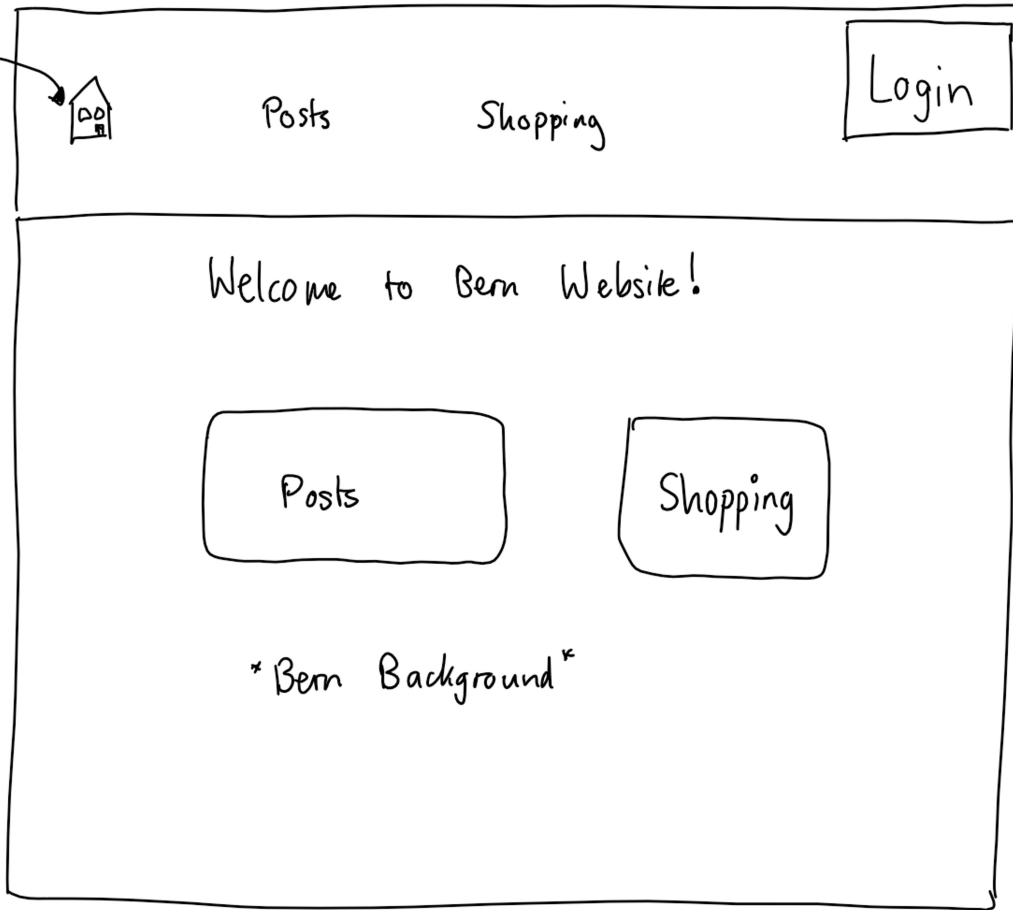 Posts Shopping Login
Welcome to Bern Website!
Posts Shopping
*Bern Background*